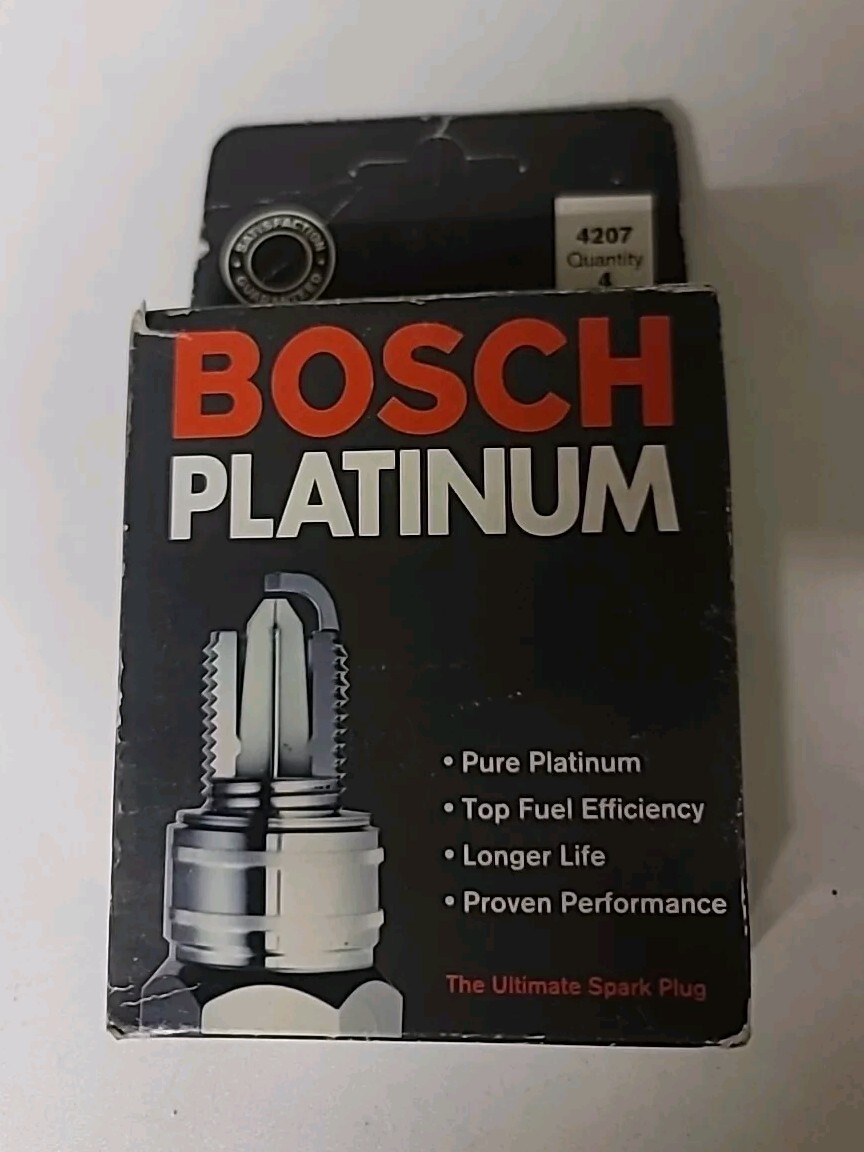 SATISFACTION
GUARANTEED
4207
Quantity
4
BOSCH
PLATINUM
• Pure Platinum
• Top Fuel Efficiency
• Longer Life
• Proven Performance
The Ultimate Spark Plug